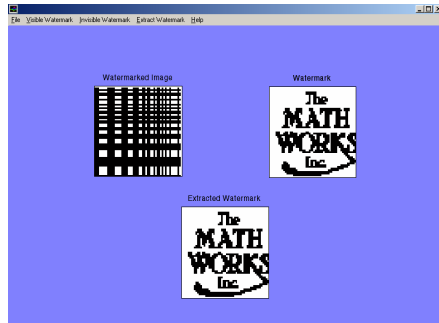 File Visible Watermark Invisible Watermark Extract Watermark Help
Watermarked Image
Watermark
The
MATH
WORKS
Inc.
Extracted Watermark
The
MATH
WORKS
Inc.